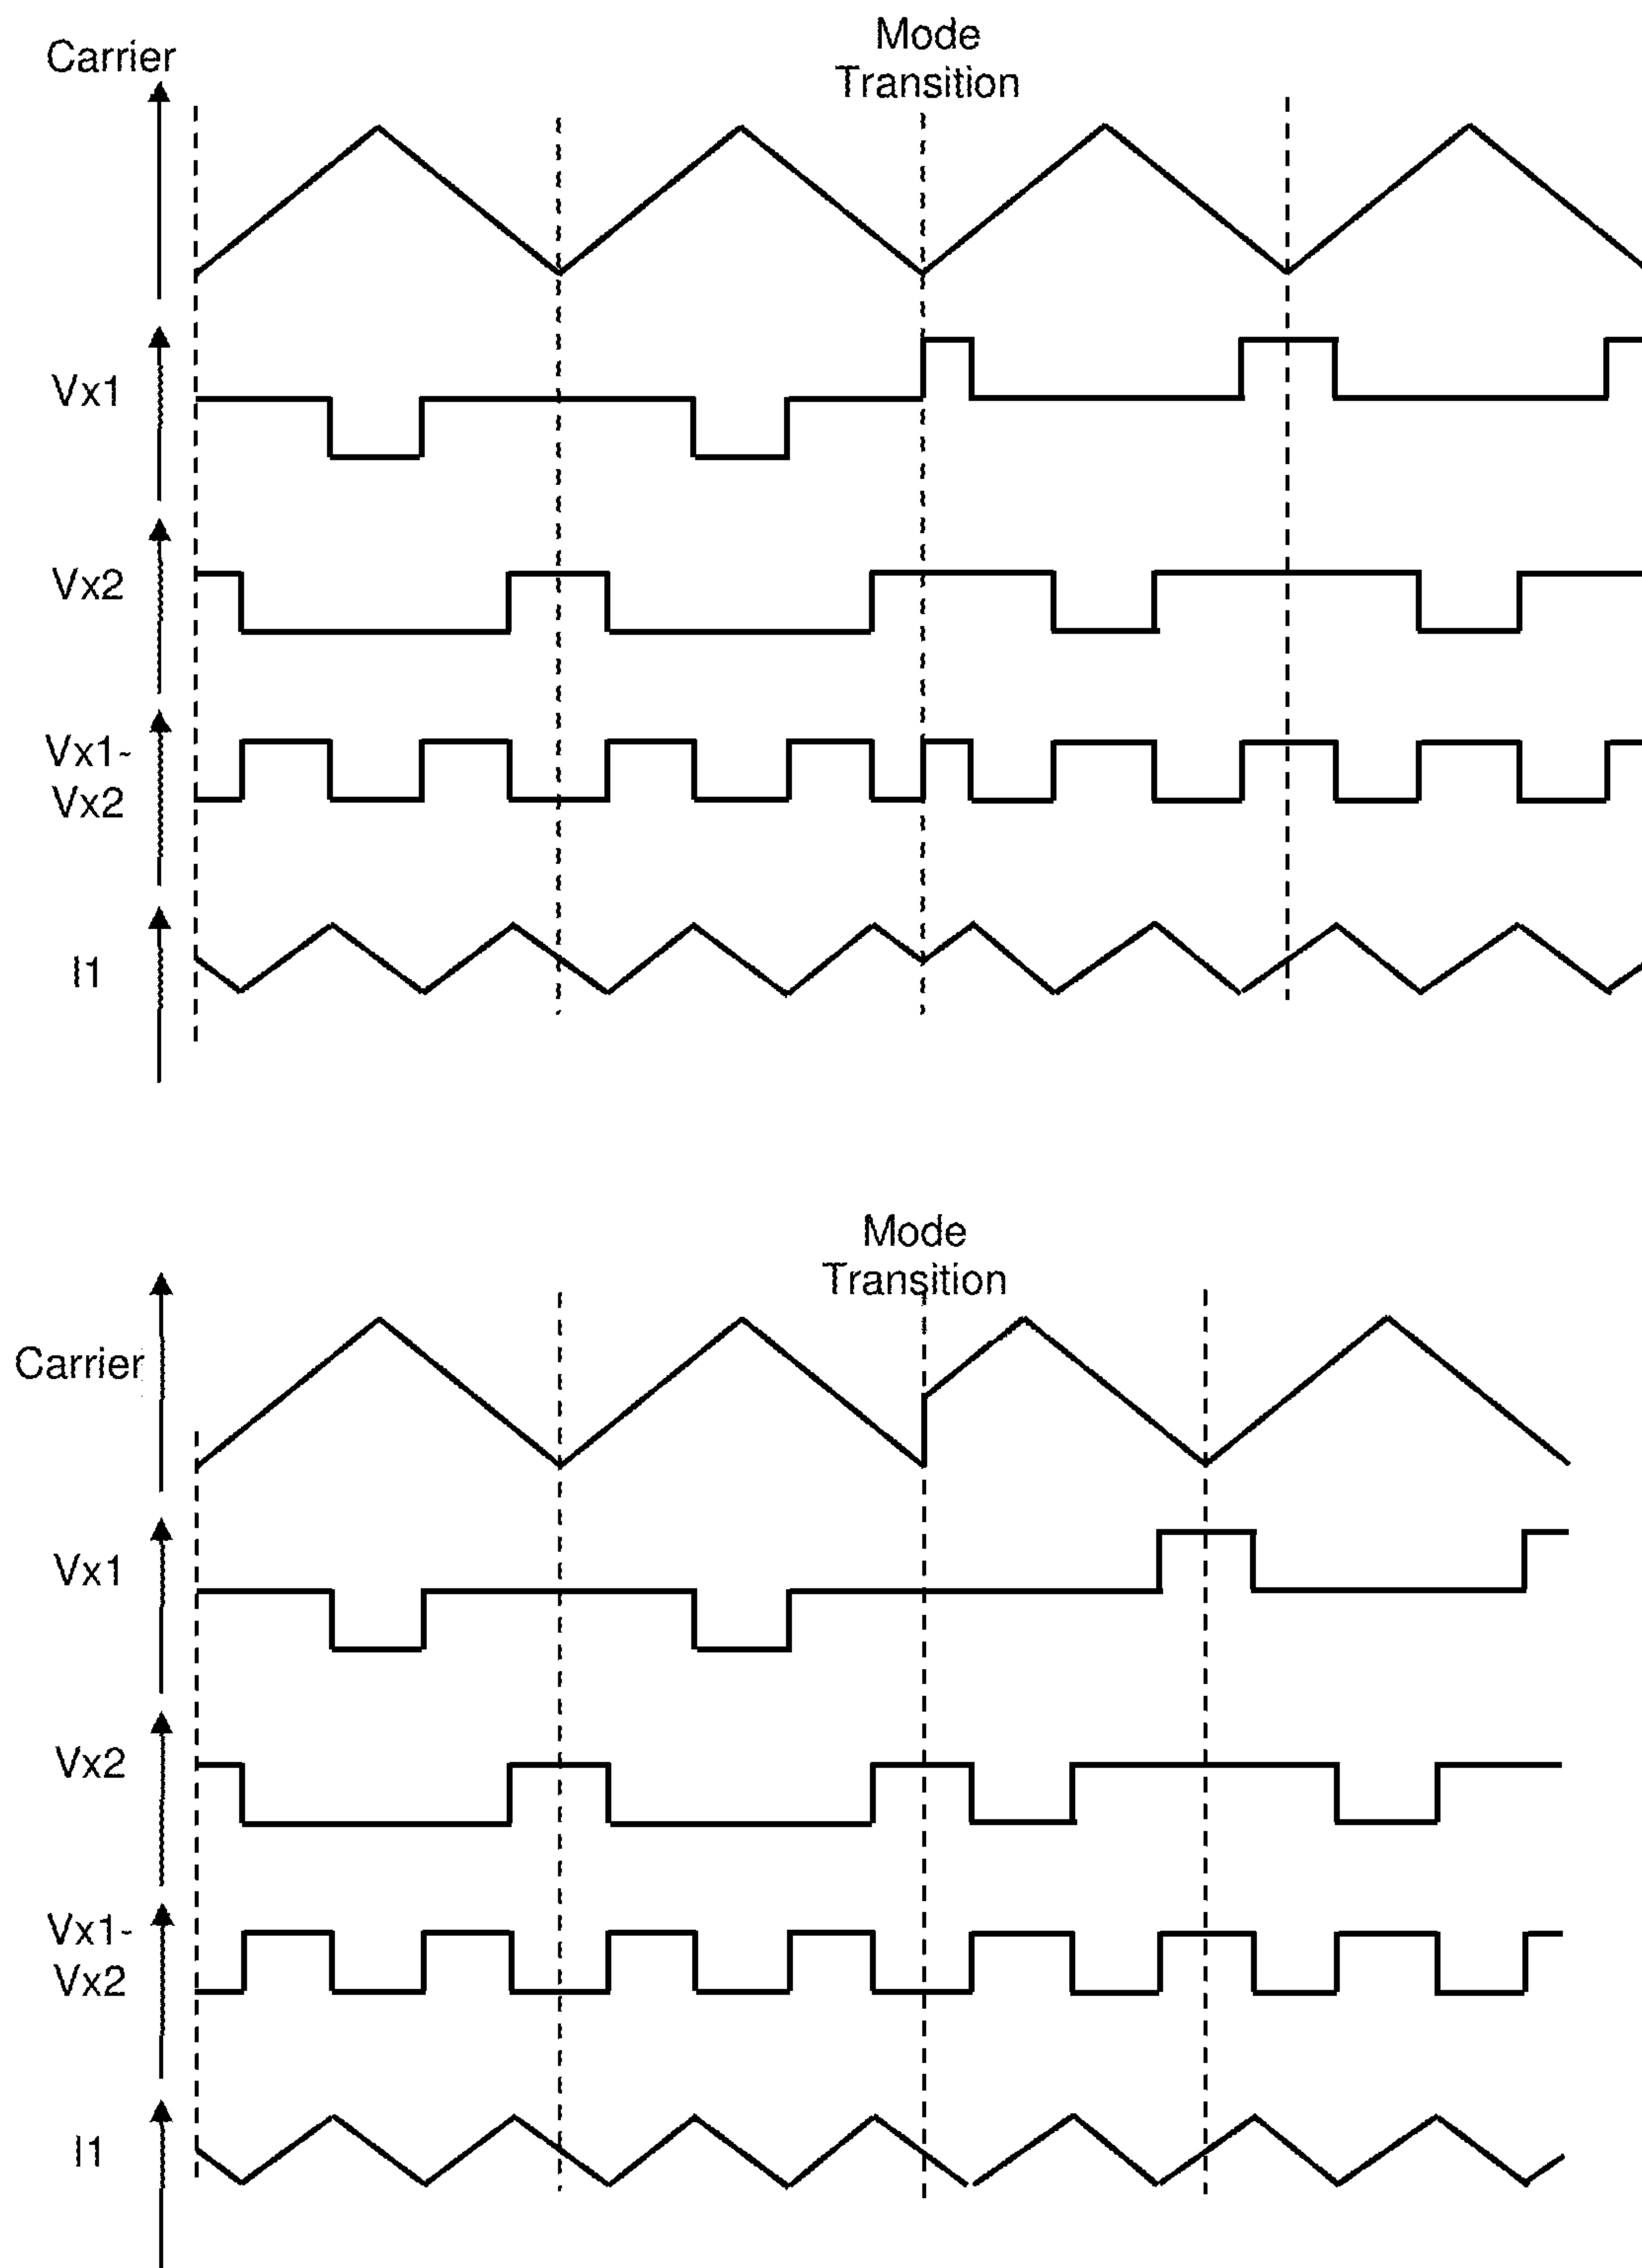 Mode
Transition
Carrier
Vx1
Vx2
Vx1-
Vx2
I1
Mode
Transition
Carrier
Vx1
Vx2
Vx1-
Vx2
I1